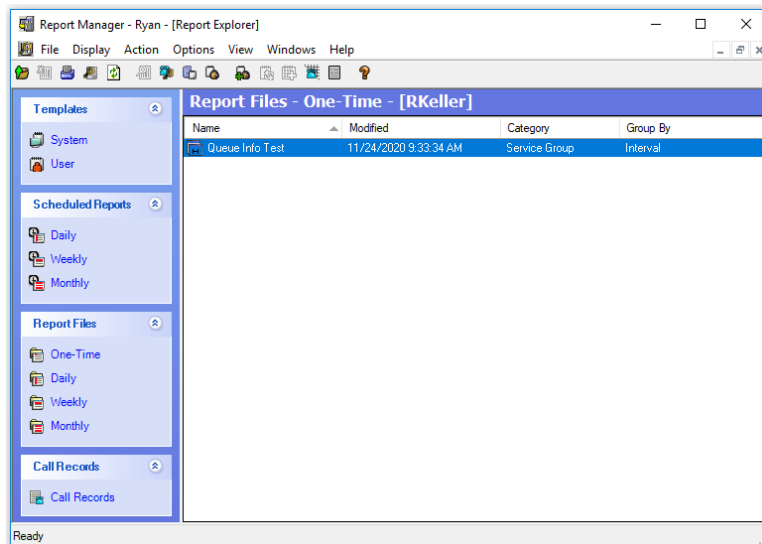 Report Manager - Ryan - [Report Explorer]
File Display Action Options View Windows Help
Templates
System
User
Scheduled Reports
Daily
Weekly
Monthly
Report Files
One-Time
Daily
Weekly
Monthly
Call Records
Call Records
Report Files - One-Time - [RKeller]
Name Modified Category Group By
Queue Info Test 11/24/2020 9:33:34 AM Service Group Interval
Ready